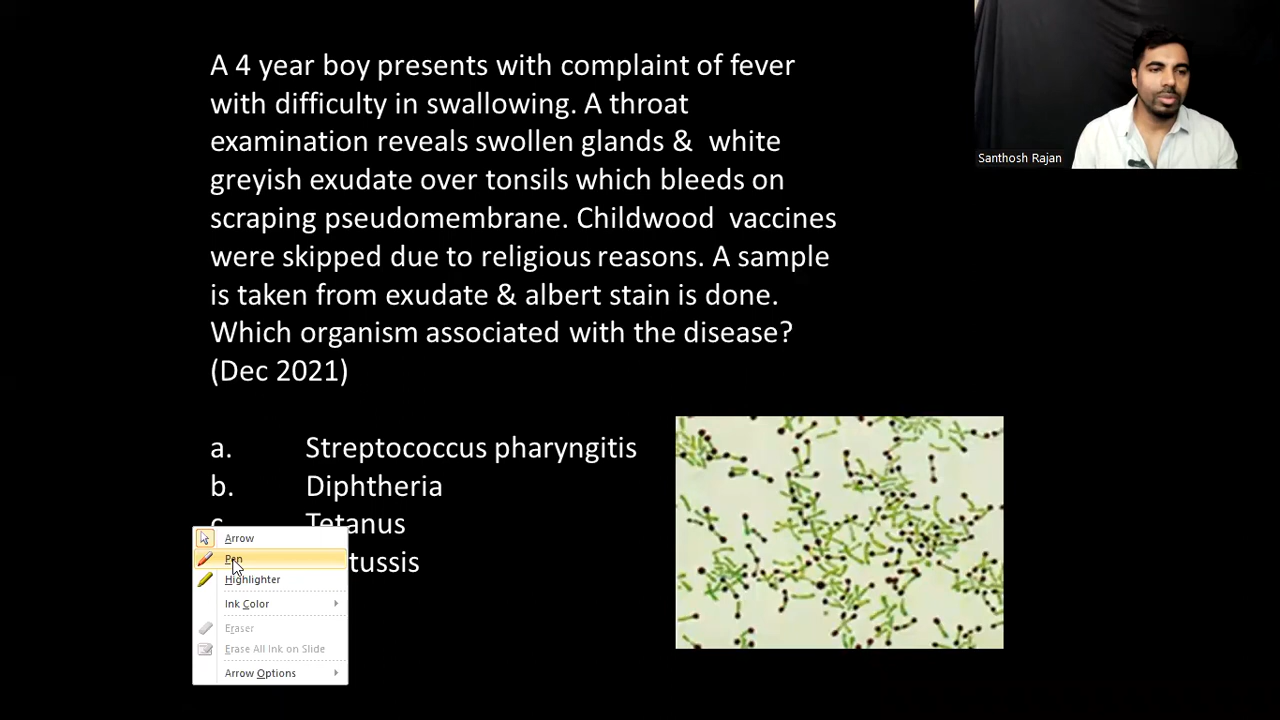 A 4 year boy presents with complaint of fever
with difficulty in swallowing. A throat
examination reveals swollen glands & white
greyish exudate over tonsils which bleeds on
scraping pseudomembrane. Childwood vaccines
were skipped due to religious reasons. A sample
is taken from exudate & albert stain is done.
Which organism associated with the disease?
(Dec 2021)
a. Streptococcus pharyngitis
b. Diphtheria
c. Tetanus
tussis
Arrow
Pen
Highlighter
Ink Color
Eraser
Erase All Ink on Slide
Arrow Options
Santhosh Rajan